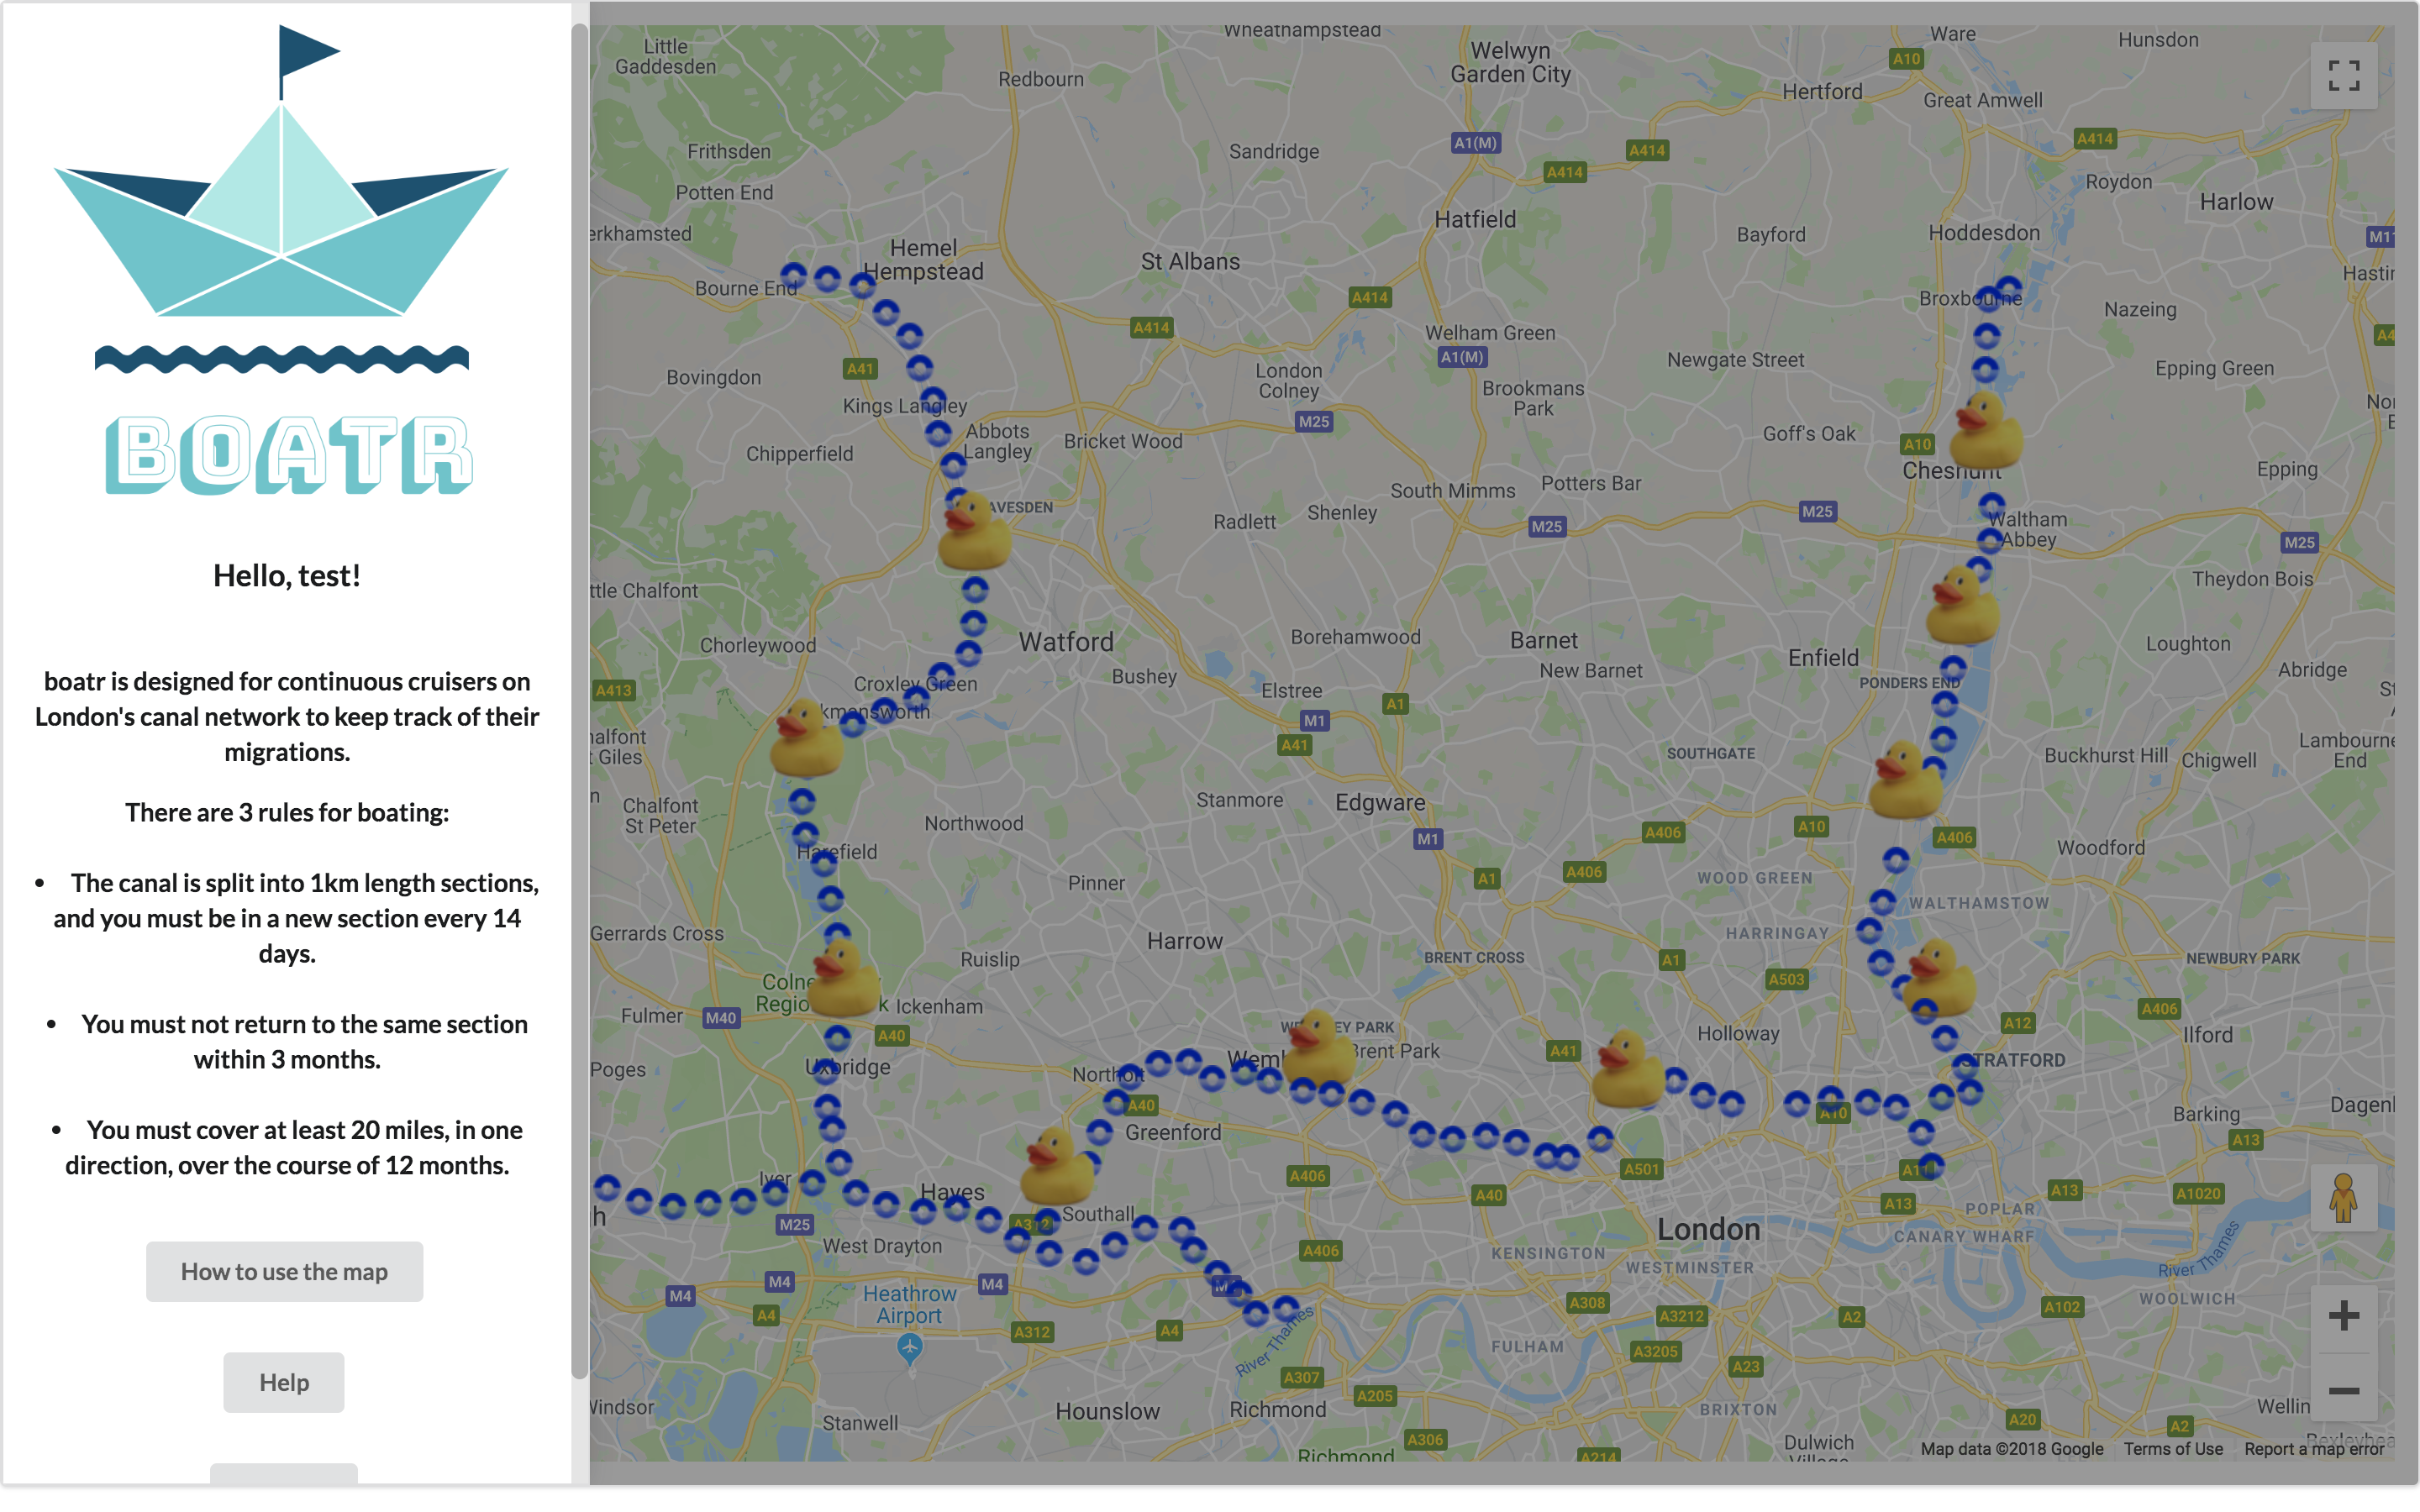 BOATR
Hello, test!
boatr is designed for continuous cruisers on
London's canal network to keep track of their
migrations.
There are 3 rules for boating:
• The canal is split into 1km length sections,
and you must be in a new section every 14
days.
• You must not return to the same section
within 3 months.
• You must cover at least 20 miles, in one
direction, over the course of 12 months.
How to use the map
Help
Little
Gaddesden
Wheathampstead
Redbourn
Welwyn
Garden City
Ware
Hunsdon
A10
Hertford
Great Amwell
A1(M)
A414
A414
A414
Frithsden
Sandridge
Potten End
Roydon
Harlow
Hatfield
erkhamsted
Bayford
Hoddesdon
M11
Hemel
Hempstead
St Albans
Bourne End
Broxbourne
A414
Nazeing
A414
Welham Green
A1(M)
Newgate Street
A41
Bovingdon
London
Colney
Brookmans
Park
Epping Green
Kings Langley
M25
Abbots
Langley
Bricket Wood
Chipperfield
Goff's Oak
A10
Cheshunt
Epping
South Mimms
Potters Bar
AVESDEN
Radlett
Shenley
M25
M25
Waltham
Abbey
M25
ttle Chalfont
Theydon Bois
Chorleywood
Watford
Borehamwood
Barnet
New Barnet
Enfield
Loughton
Abridge
A413
Croxley Green
Bushey
Elstree
A1
PONDERS END
kmansworth
M1
A41
halfont
t Giles
SOUTHGATE
Buckhurst Hill
Chigwell
Lambourne
End
Chalfont
St Peter
Stanmore
Edgware
Northwood
M1
A406
A10
A406
Harefield
Woodford
Pinner
A1
A406
WOOD GREEN
WALTHAMSTOW
Gerrards Cross
Harrow
HARRINGAY
Ruislip
BRENT CROSS
A1
A503
NEWBURY PARK
Colne
Regio
k
Ickenham
Fulmer
M40
A40
A406
A12
Ilford
Holloway
WE
EY PARK
Wem
Brent Park
A41
STRATFORD
Poges
Uxbridge
Northolt
A40
Greenford
A10
Barking
A13
A406
A501
A11
Iver
Hayes
A40
A13
A13
A1020
h
M25
A312
Southall
London
POPLAR
West Drayton
A406
KENSINGTON
WESTMINSTER
CANARY WHARF
River Thames
M4
M4
M4
Heathrow
Airport
A4
A312
A4
A308
A3212
A2
A102
WOOLWICH
River Thames
FULHAM
A3205
A23
A307
A205
Windsor
Stanwell
Hounslow
Richmond
BRIXTON
A20
A2
Wellin
A306
A214
Richmond
Dulwich
Village
Map data ©2018 Google
Terms of Use
Report a map error